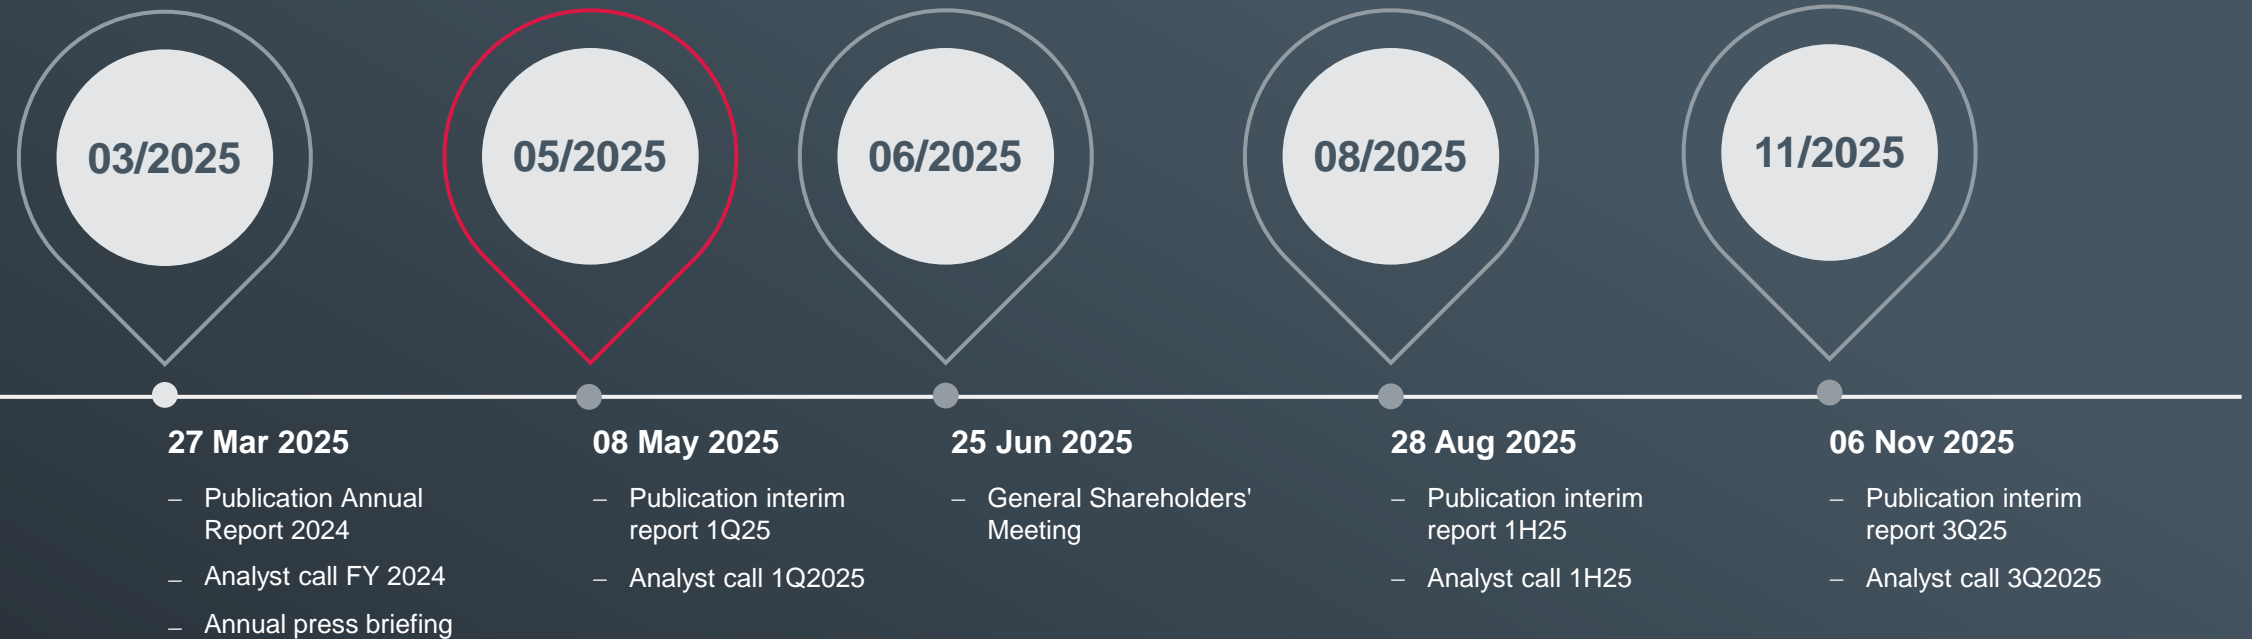 03/2025
05/2025
06/2025
08/2025
11/2025
27 Mar 2025
– Publication Annual
Report 2024
– Analyst call FY 2024
– Annual press briefing
08 May 2025
– Publication interim
report 1Q25
– Analyst call 1Q2025
25 Jun 2025
– General Shareholders'
Meeting
28 Aug 2025
– Publication interim
report 1H25
– Analyst call 1H25
06 Nov 2025
– Publication interim
report 3Q25
– Analyst call 3Q2025